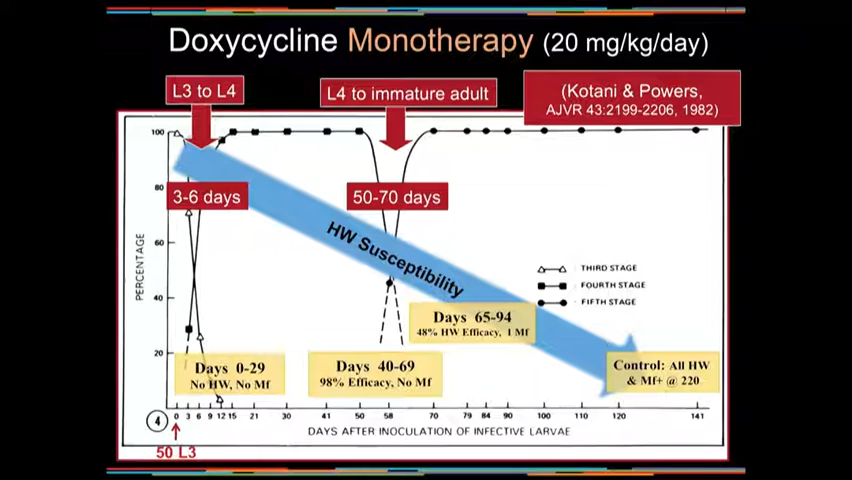 Doxycycline Monotherapy (20 mg/kg/day)
L3 to L4
L4 to immature adult
(Kotani & Powers,
AJVR 43:2199-2206, 1982)
3-6 days
50-70 days
HW Susceptibility
PERCENTAGE
100
80
60
40
20
THIRD STAGE
FOURTH STAGE
FIFTH STAGE
Days 0-29
No HW, No Mf
Days 40-69
98% Efficacy, No Mf
Days 65-94
48% HW Efficacy, 1 Mf
Control: All HW
& Mf+ @ 220
4
0 3 6 9 12 15 21 30 41 50 58 70 79 84 90 100 110 120 141
DAYS AFTER INOCULATION OF INFECTIVE LARVAE
50 L3